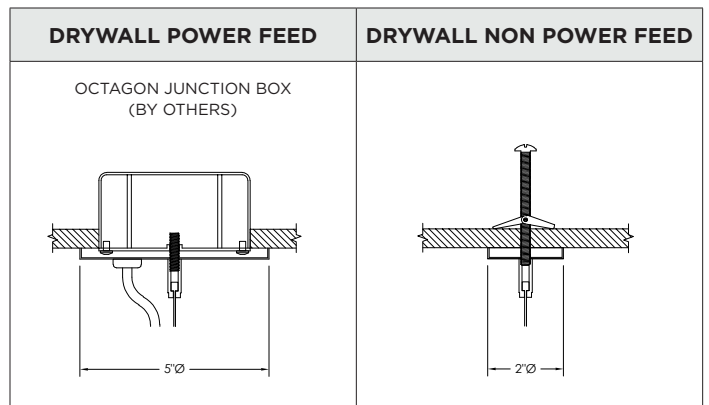 DRYWALL POWER FEED
DRYWALL NON POWER FEED
OCTAGON JUNCTION BOX
(BY OTHERS)
5"Ø
2"Ø